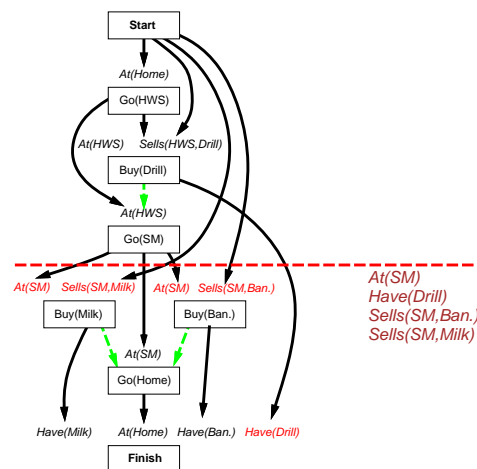 Start
At(Home)
Go(HWS)
At(HWS) Sells(HWS,Drill)
Buy(Drill)
At(HWS)
Go(SM)
At(SM) Sells(SM,Milk) At(SM) Sells(SM,Ban.)
Buy(Milk) Buy(Ban.)
At(SM)
Go(Home)
Have(Milk) At(Home) Have(Ban.) Have(Drill)
Finish
At(SM)
Have(Drill)
Sells(SM,Ban.)
Sells(SM,Milk)